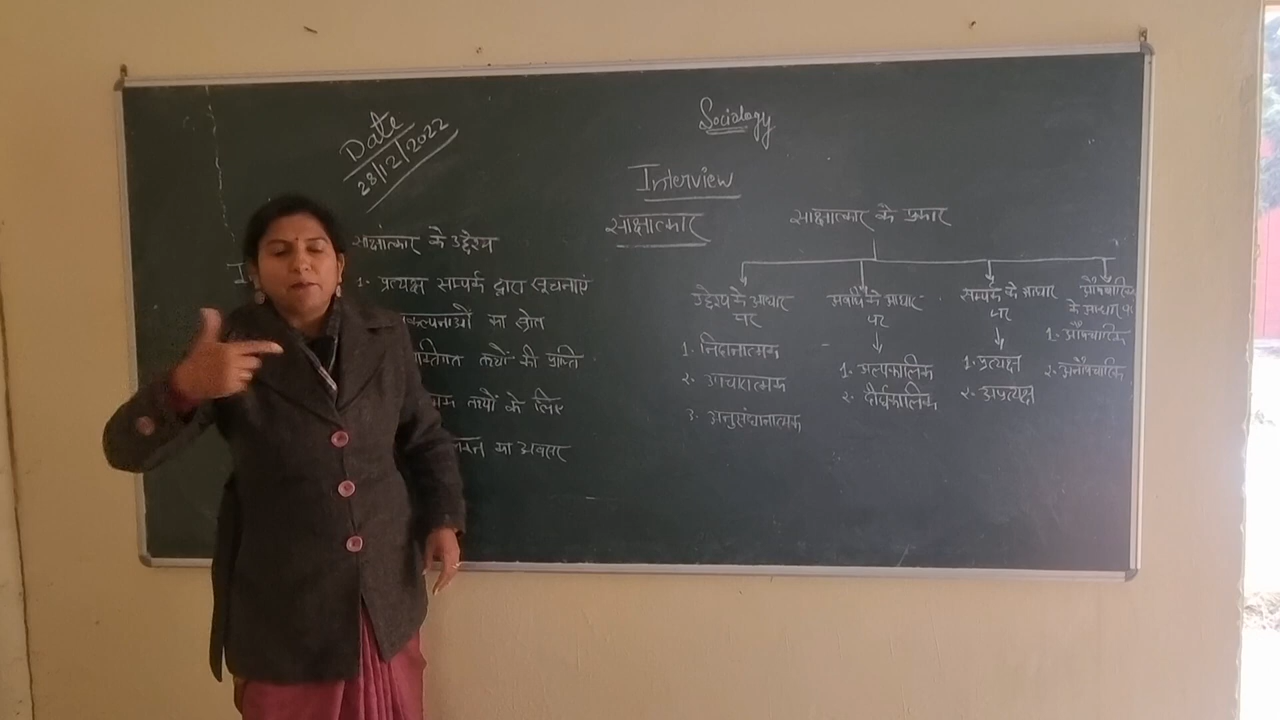 Date
28/12/2022
Sociology
Interview
साक्षात्कार
साक्षात्कार के उद्देश्य
1. प्रत्यक्ष सम्पर्क द्वारा सूचनाएं
कल्पनाओं का स्रोत
तथ्यों की प्राप्ति
तथ्यों के लिए
का अवसर
साक्षात्कार के प्रकार
उद्देश्य के आधार
पर
1. निदानात्मक
2. उपचारात्मक
3. अनुसंधानात्मक
अवधि के आधार
पर
1. अल्पकालिक
2. दीर्घकालिक
सम्पर्क के आधार
पर
1. प्रत्यक्ष
2. अप्रत्यक्ष
के आधार पर
1. औपचारिक
2. अनौपचारिक